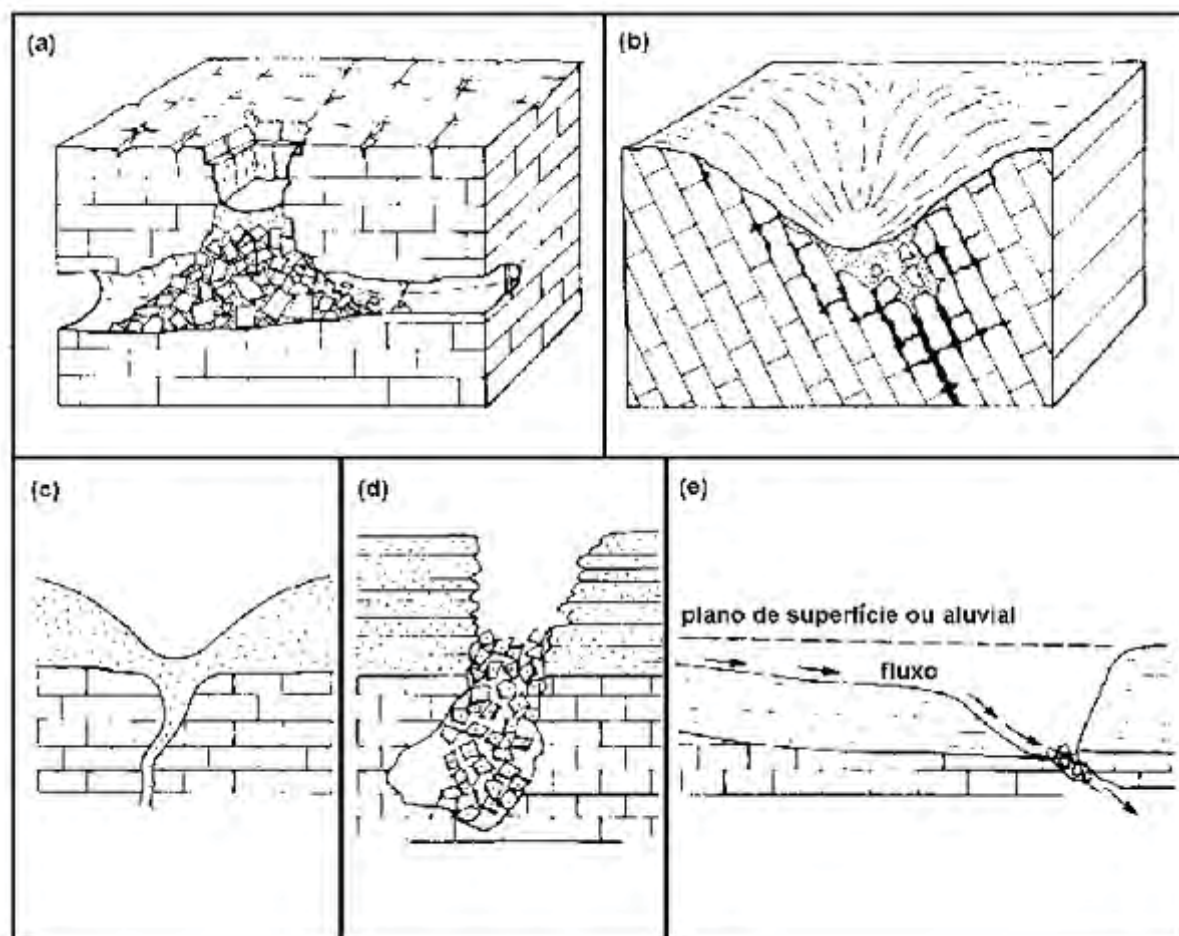 (a)
(b)
(c)
(d)
(e)
plano de superfície ou aluvial
fluxo